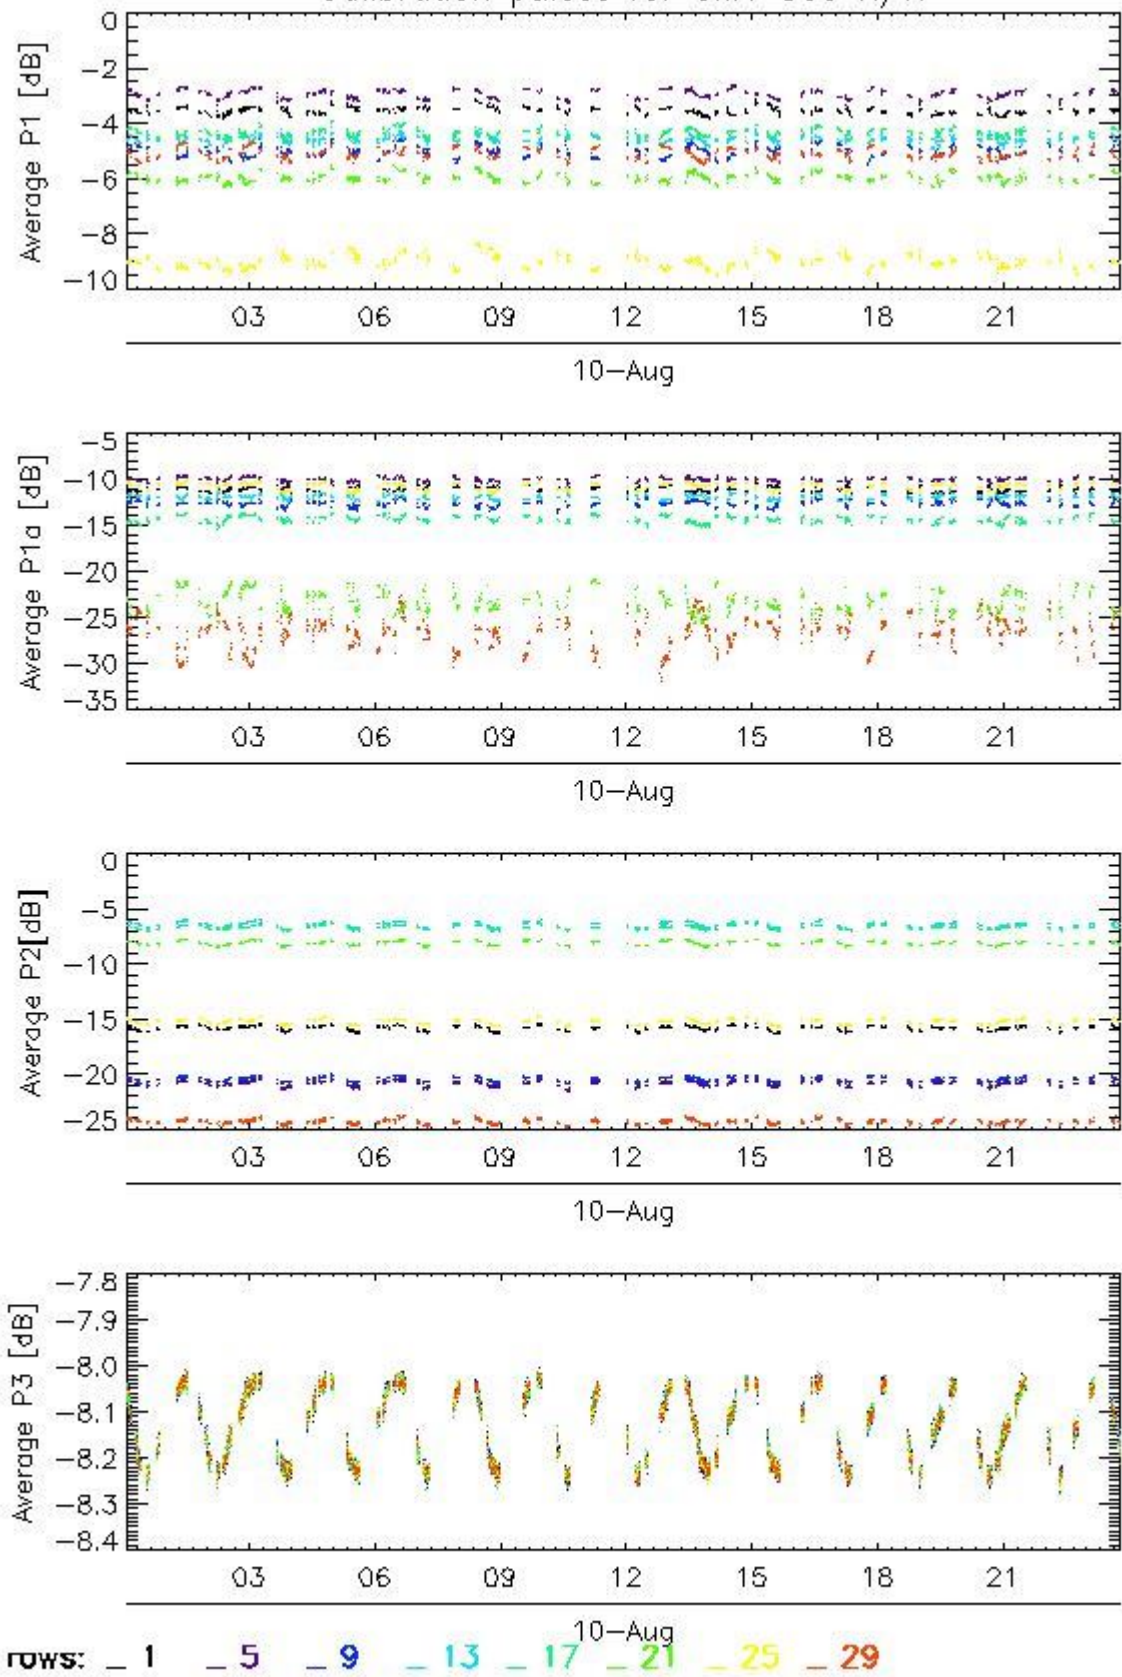 0
−2
−4
−6
−8
−10
Average P1 [dB]
03 06 09 12 15 18 21
10−Aug
−5
−10
−15
−20
−25
−30
−35
Average P1a [dB]
03 06 09 12 15 18 21
10−Aug
0
−5
−10
−15
−20
−25
Average P2[dB]
03 06 09 12 15 18 21
10−Aug
−7.8
−7.9
−8.0
−8.1
−8.2
−8.3
−8.4
Average P3 [dB]
03 06 09 12 15 18 21
10−Aug
rows: _ 1 _ 5 _ 9 _ 13 _ 17 _ 21 _ 25 _ 29